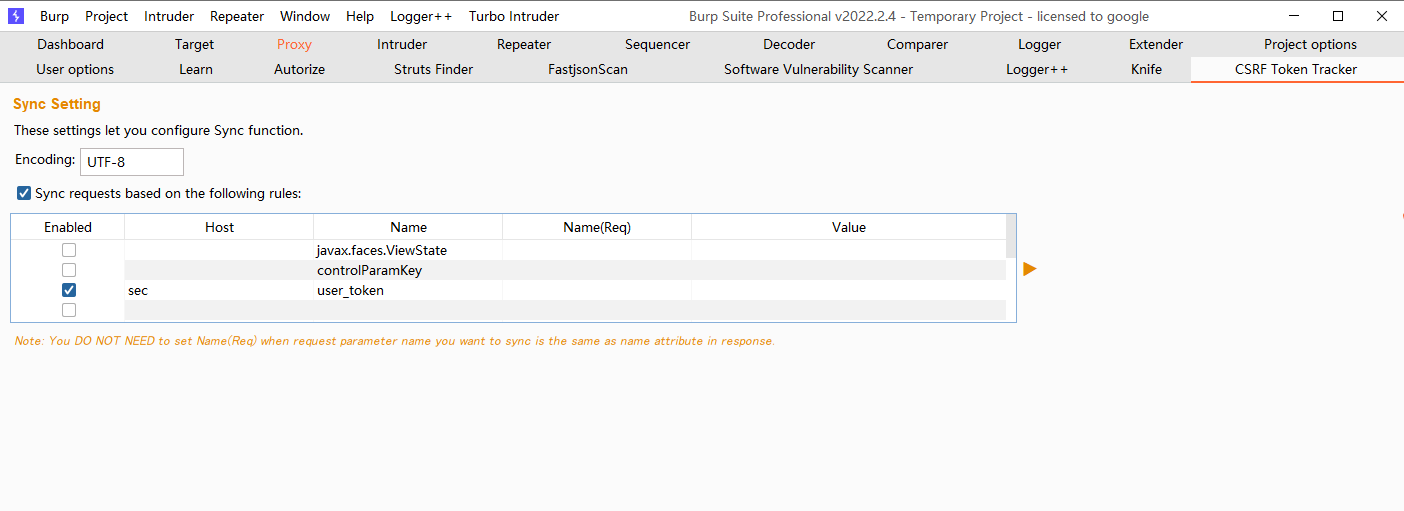 Burp Project Intruder Repeater Window Help Logger++ Turbo Intruder Burp Suite Professional v2022.2.4 - Temporary Project - licensed to google
Dashboard Target Proxy Intruder Repeater Sequencer Decoder Comparer Logger Extender Project options
User options Learn Autorize Struts Finder FastjsonScan Software Vulnerability Scanner Logger++ Knife CSRF Token Tracker
Sync Setting
These settings let you configure Sync function.
Encoding: UTF-8
Sync requests based on the following rules:
Enabled Host Name Name(Req) Value
javax.faces.ViewState
controlParamKey
sec user_token
Note: You DO NOT NEED to set Name(Req) when request parameter name you want to sync is the same as name attribute in response.